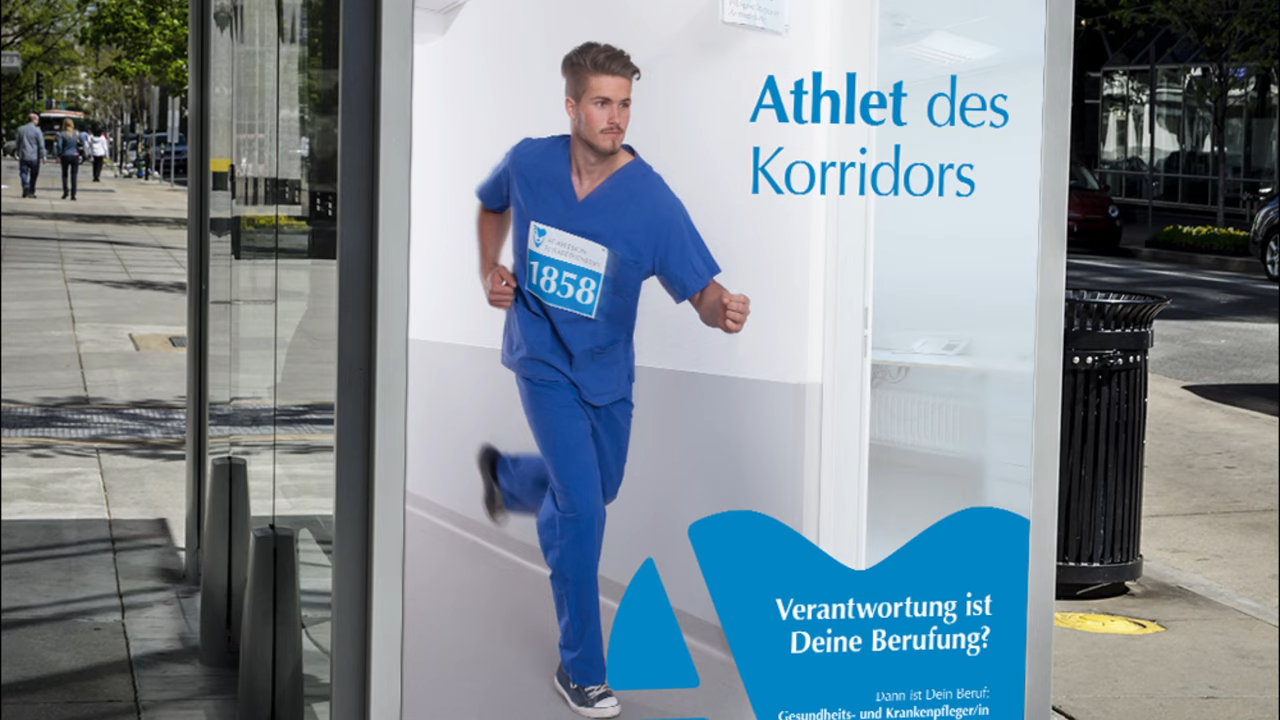 Athlet des
Korridors
1858
Verantwortung ist
Deine Berufung?
Dann ist Dein Beruf:
Gesundheits- und Krankenpfleger/in